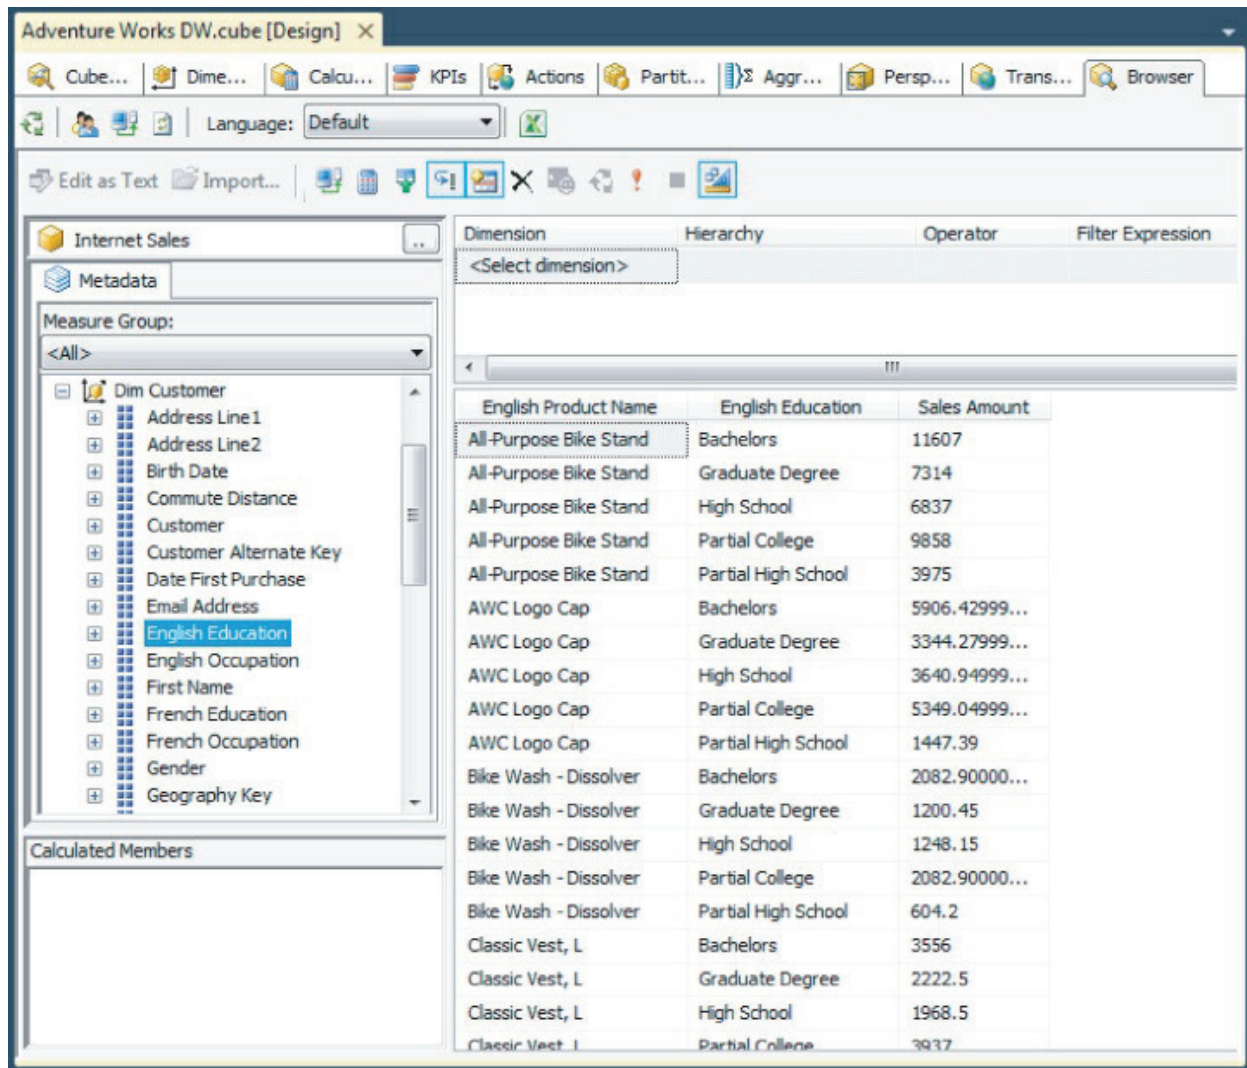 Adventure Works DW.cube [Design]
Cube... Dime... Calcu... KPIs Actions Partit... Aggr... Persp... Trans... Browser
Language: Default
Edit as Text Import...
Internet Sales ..
Metadata
Measure Group:
<All>
Dim Customer
Address Line1
Address Line2
Birth Date
Commute Distance
Customer
Customer Alternate Key
Date First Purchase
Email Address
English Education
English Occupation
First Name
French Education
French Occupation
Gender
Geography Key
Calculated Members
Dimension Hierarchy Operator Filter Expression
<Select dimension>
English Product Name English Education Sales Amount
All-Purpose Bike Stand Bachelors 11607
All-Purpose Bike Stand Graduate Degree 7314
All-Purpose Bike Stand High School 6837
All-Purpose Bike Stand Partial College 9858
All-Purpose Bike Stand Partial High School 3975
AWC Logo Cap Bachelors 5906.42999...
AWC Logo Cap Graduate Degree 3344.27999...
AWC Logo Cap High School 3640.94999...
AWC Logo Cap Partial College 5349.04999...
AWC Logo Cap Partial High School 1447.39
Bike Wash - Dissolver Bachelors 2082.90000...
Bike Wash - Dissolver Graduate Degree 1200.45
Bike Wash - Dissolver High School 1248.15
Bike Wash - Dissolver Partial College 2082.90000...
Bike Wash - Dissolver Partial High School 604.2
Classic Vest, L Bachelors 3556
Classic Vest, L Graduate Degree 2222.5
Classic Vest, L High School 1968.5
Classic Vest, L Partial College 3937